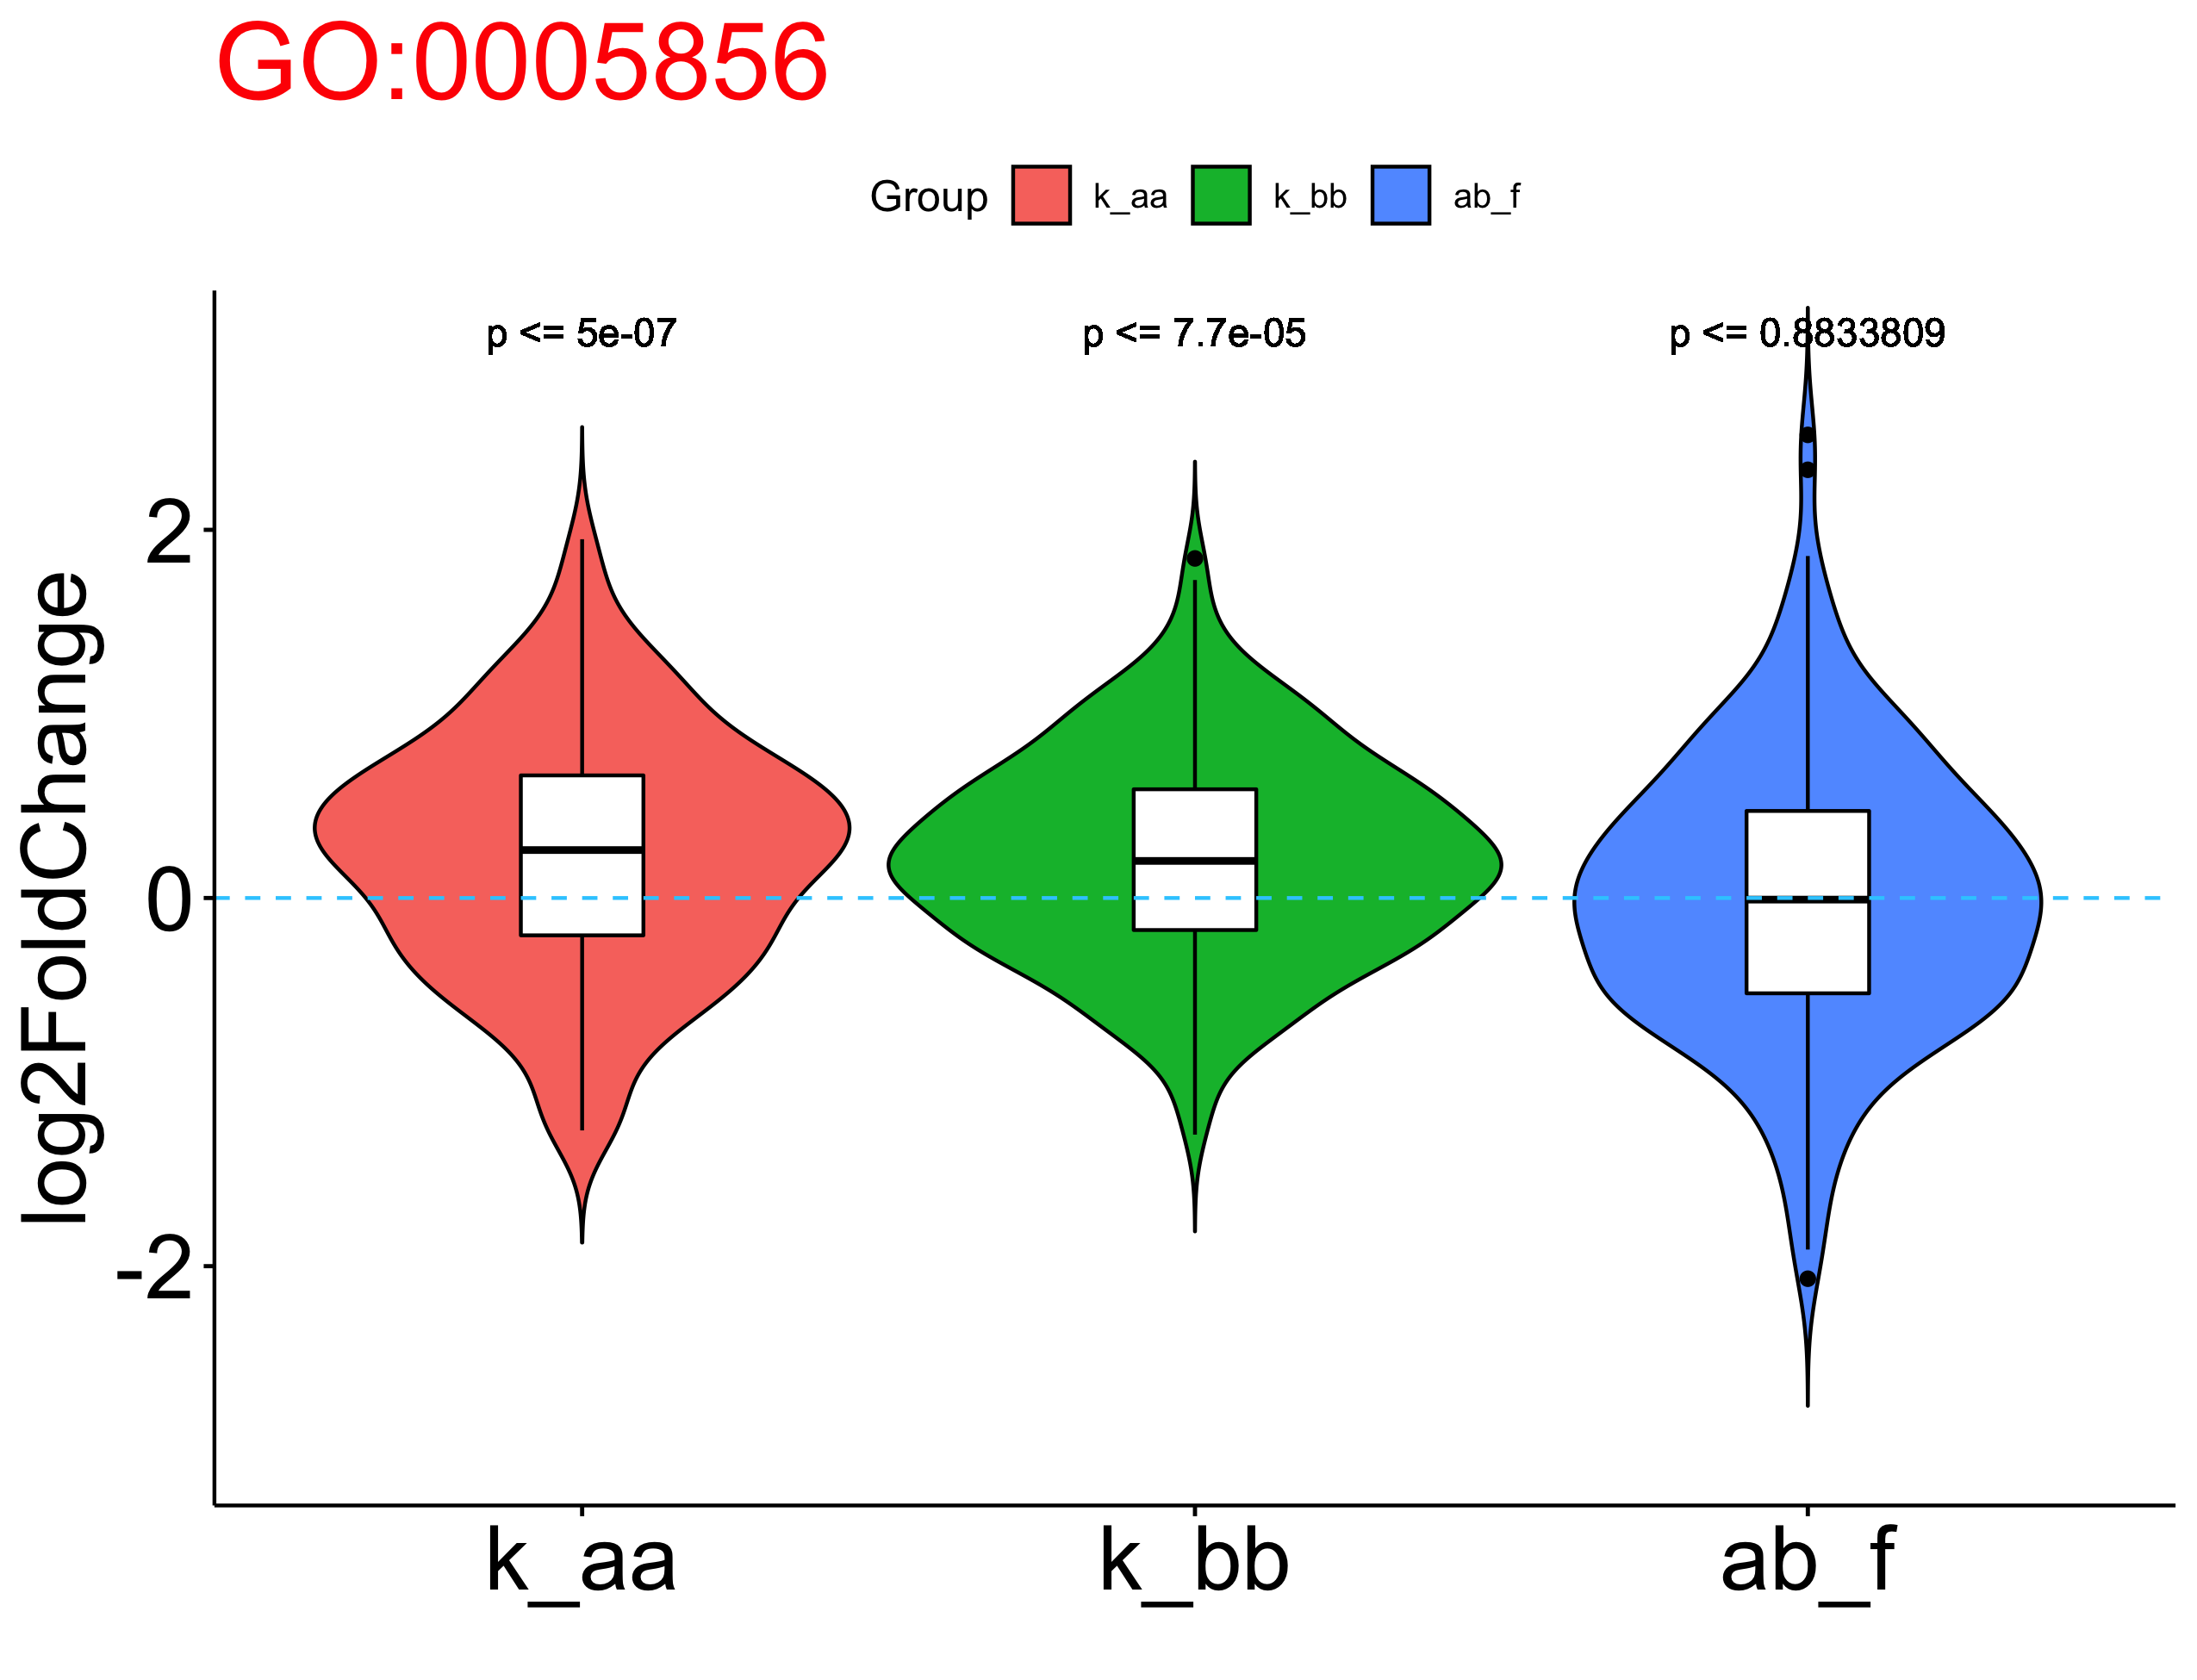 GO:0005856
Group k_aa k_bb ab_f
p <= 5e-07 p <= 7.7e-05 p <= 0.8833809
log2FoldChange
2
0
-2
k_aa k_bb ab_f